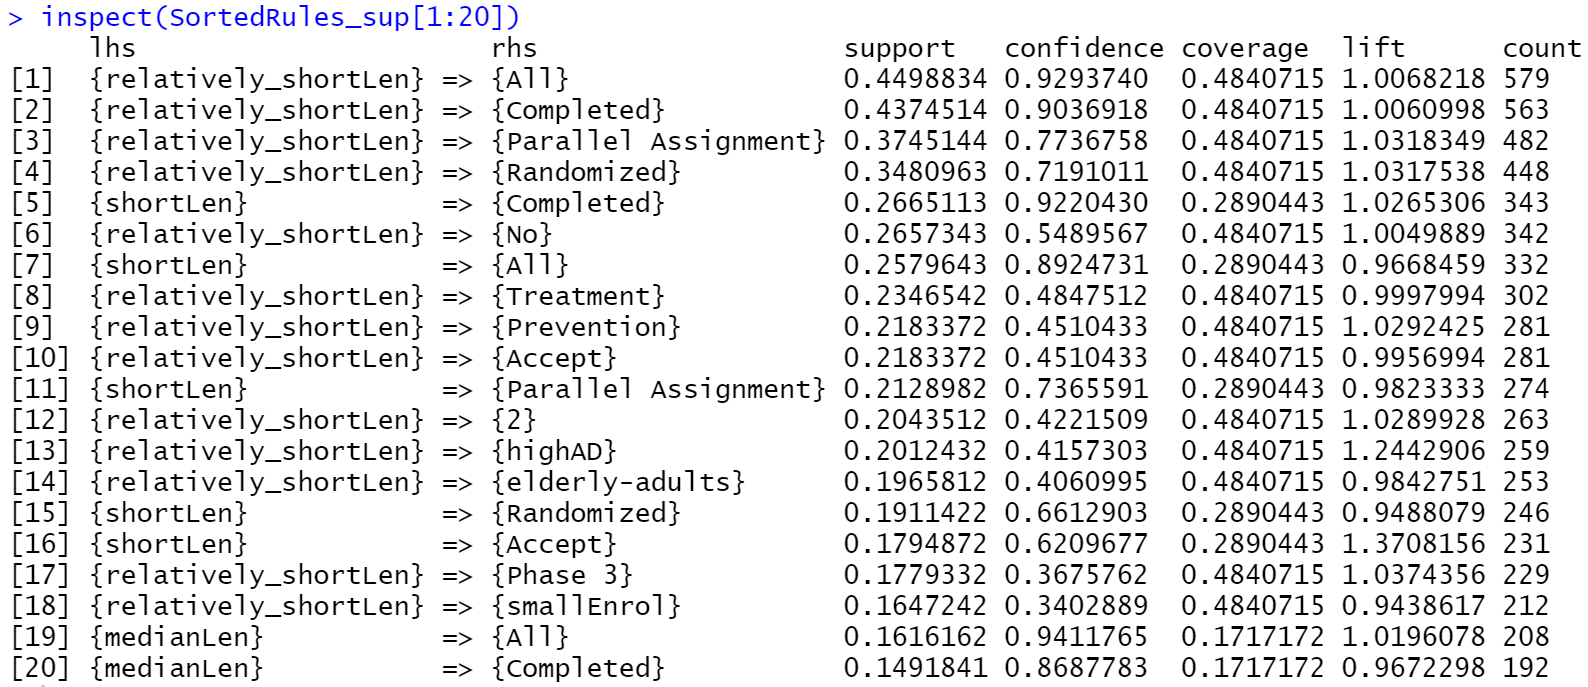 > inspect(SortedRules_sup[1:20])
lhs rhs support confidence coverage lift count
[1] {relatively_shortLen} => {All} 0.4498834 0.9293740 0.4840715 1.0068218 579
[2] {relatively_shortLen} => {Completed} 0.4374514 0.9036918 0.4840715 1.0060998 563
[3] {relatively_shortLen} => {Parallel Assignment} 0.3745144 0.7736758 0.4840715 1.0318349 482
[4] {relatively_shortLen} => {Randomized} 0.3480963 0.7191011 0.4840715 1.0317538 448
[5] {shortLen} => {Completed} 0.2665113 0.9220430 0.2890443 1.0265306 343
[6] {relatively_shortLen} => {No} 0.2657343 0.5489567 0.4840715 1.0049889 342
[7] {shortLen} => {All} 0.2579643 0.8924731 0.2890443 0.9668459 332
[8] {relatively_shortLen} => {Treatment} 0.2346542 0.4847512 0.4840715 0.9997994 302
[9] {relatively_shortLen} => {Prevention} 0.2183372 0.4510433 0.4840715 1.0292425 281
[10] {relatively_shortLen} => {Accept} 0.2183372 0.4510433 0.4840715 0.9956994 281
[11] {shortLen} => {Parallel Assignment} 0.2128982 0.7365591 0.2890443 0.9823333 274
[12] {relatively_shortLen} => {2} 0.2043512 0.4221509 0.4840715 1.0289928 263
[13] {relatively_shortLen} => {highAD} 0.2012432 0.4157303 0.4840715 1.2442906 259
[14] {relatively_shortLen} => {elderly-adults} 0.1965812 0.4060995 0.4840715 0.9842751 253
[15] {shortLen} => {Randomized} 0.1911422 0.6612903 0.2890443 0.9488079 246
[16] {shortLen} => {Accept} 0.1794872 0.6209677 0.2890443 1.3708156 231
[17] {relatively_shortLen} => {Phase 3} 0.1779332 0.3675762 0.4840715 1.0374356 229
[18] {relatively_shortLen} => {smallEnrol} 0.1647242 0.3402889 0.4840715 0.9438617 212
[19] {medianLen} => {All} 0.1616162 0.9411765 0.1717172 1.0196078 208
[20] {medianLen} => {Completed} 0.1491841 0.8687783 0.1717172 0.9672298 192